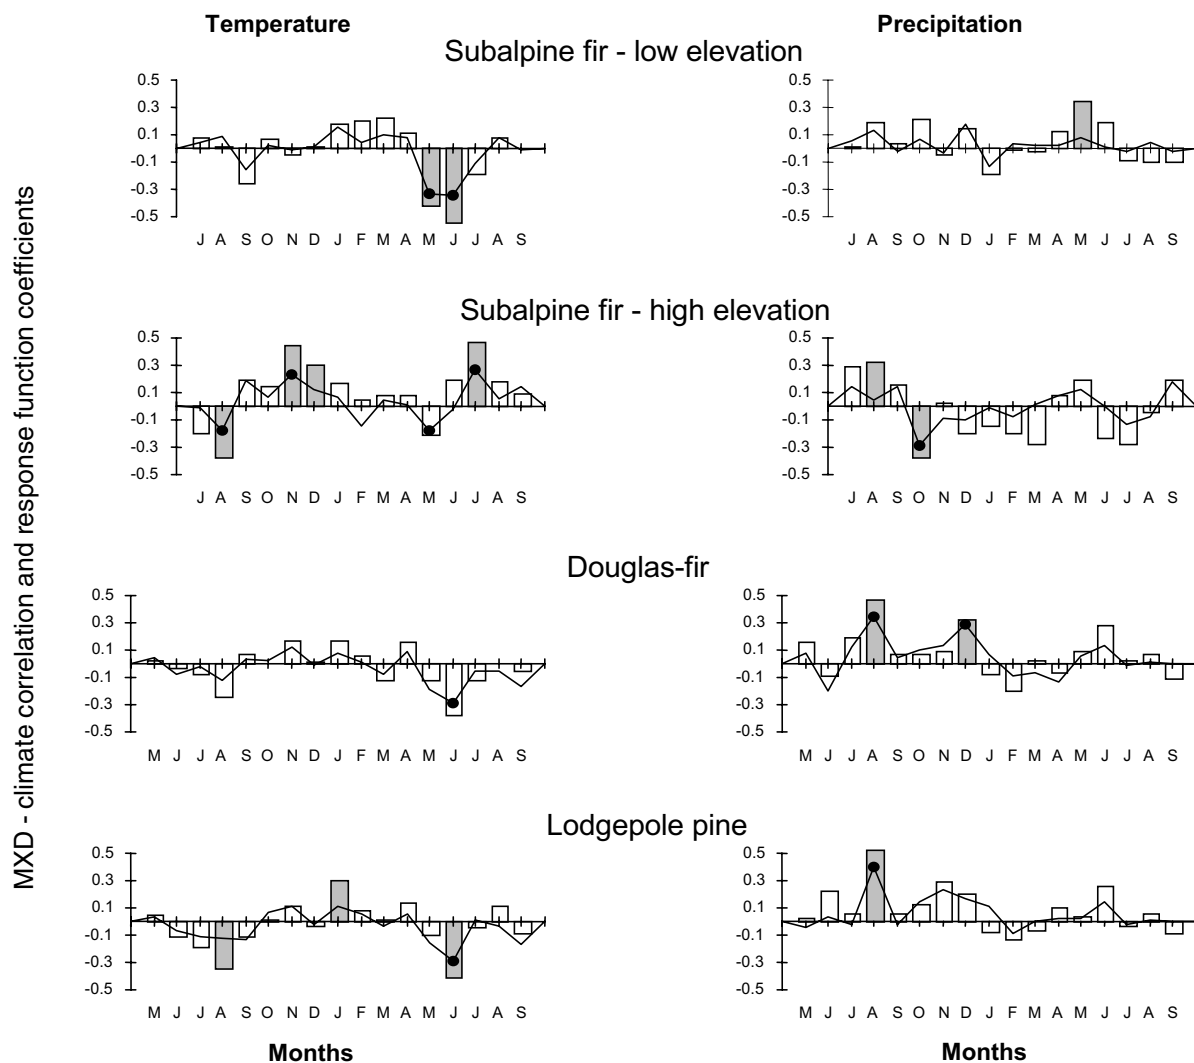 Temperature Precipitation
Subalpine fir - low elevation
0.5 0.5
0.3 0.3
0.1 0.1
-0.1 -0.1
-0.3 -0.3
-0.5 -0.5
J A S O N D J F M A M J J A S J A S O N D J F M A M J J A S
Subalpine fir - high elevation
0.5 0.5
0.3 0.3
0.1 0.1
-0.1 -0.1
-0.3 -0.3
-0.5 -0.5
J A S O N D J F M A M J J A S J A S O N D J F M A M J J A S
Douglas-fir
0.5 0.5
0.3 0.3
0.1 0.1
-0.1 -0.1
-0.3 -0.3
-0.5 -0.5
M J J A S O N D J F M A M J J A S M J J A S O N D J F M A M J J A S
Lodgepole pine
0.5 0.5
0.3 0.3
0.1 0.1
-0.1 -0.1
-0.3 -0.3
-0.5 -0.5
M J J A S O N D J F M A M J J A S M J J A S O N D J F M A M J J A S
Months Months
MXD - climate correlation and response function coefficients